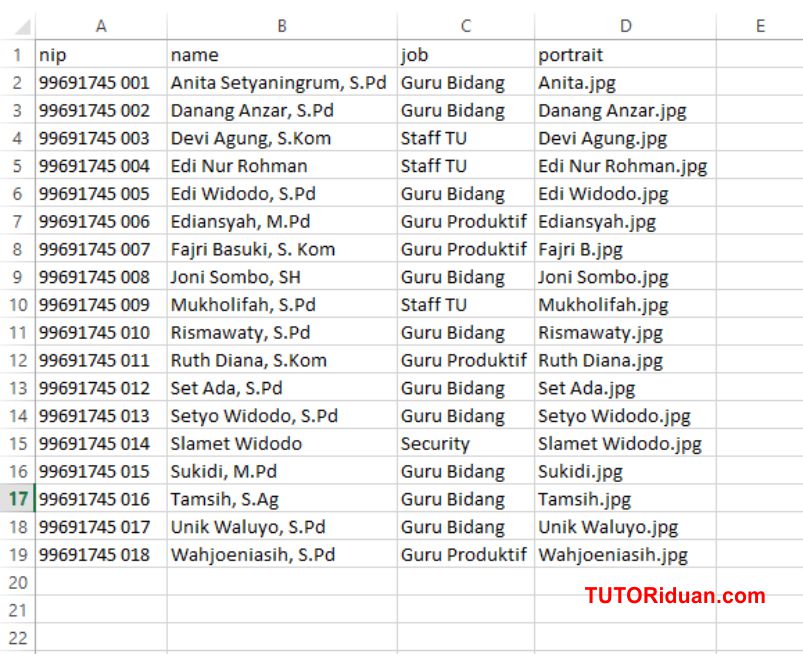 A B C D E
1 nip name job portrait
2 99691745 001 Anita Setyaningrum, S.Pd Guru Bidang Anita.jpg
3 99691745 002 Danang Anzar, S.Pd Guru Bidang Danang Anzar.jpg
4 99691745 003 Devi Agung, S.Kom Staff TU Devi Agung.jpg
5 99691745 004 Edi Nur Rohman Staff TU Edi Nur Rohman.jpg
6 99691745 005 Edi Widodo, S.Pd Guru Bidang Edi Widodo.jpg
7 99691745 006 Ediansyah, M.Pd Guru Produktif Ediansyah.jpg
8 99691745 007 Fajri Basuki, S. Kom Guru Produktif Fajri B.jpg
9 99691745 008 Joni Sombo, SH Guru Bidang Joni Sombo.jpg
10 99691745 009 Mukholifah, S.Pd Staff TU Mukholifah.jpg
11 99691745 010 Rismawaty, S.Pd Guru Bidang Rismawaty.jpg
12 99691745 011 Ruth Diana, S.Kom Guru Produktif Ruth Diana.jpg
13 99691745 012 Set Ada, S.Pd Guru Bidang Set Ada.jpg
14 99691745 013 Setyo Widodo, S.Pd Guru Bidang Setyo Widodo.jpg
15 99691745 014 Slamet Widodo Security Slamet Widodo.jpg
16 99691745 015 Sukidi, M.Pd Guru Bidang Sukidi.jpg
17 99691745 016 Tamsih, S.Ag Guru Bidang Tamsih.jpg
18 99691745 017 Unik Waluyo, S.Pd Guru Bidang Unik Waluyo.jpg
19 99691745 018 Wahjoeniasih, S.Pd Guru Produktif Wahjoeniasih.jpg
20
TUTORiduan.com
21
22